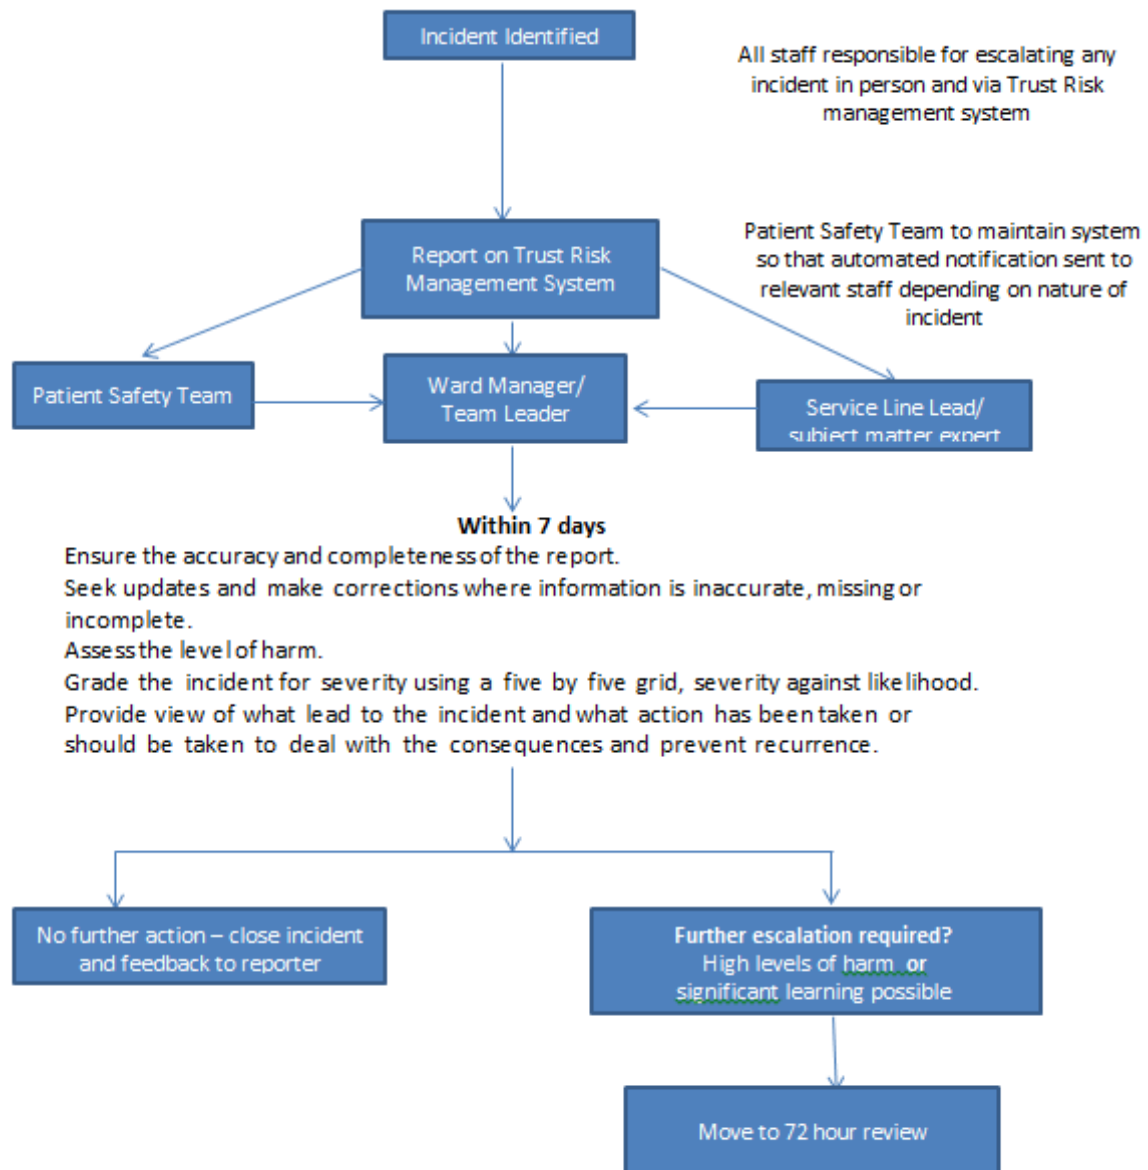 Incident Identified
All staff responsible for escalating any
incident in person and via Trust Risk
management system
Report on Trust Risk
Management System
Patient Safety Team to maintain system
so that automated notification sent to
relevant staff depending on nature of
incident
Patient Safety Team
Ward Manager/
Team Leader
Service Line Lead/
subject matter expert
Within 7 days
Ensure the accuracy and completeness of the report.
Seek updates and make corrections where information is inaccurate, missing or
incomplete.
Assess the level of harm.
Grade the incident for severity using a five by five grid, severity against likelihood.
Provide view of what lead to the incident and what action has been taken or
should be taken to deal with the consequences and prevent recurrence.
No further action – close incident
and feedback to reporter
Further escalation required?
High levels of harm or
significant learning possible
Move to 72 hour review